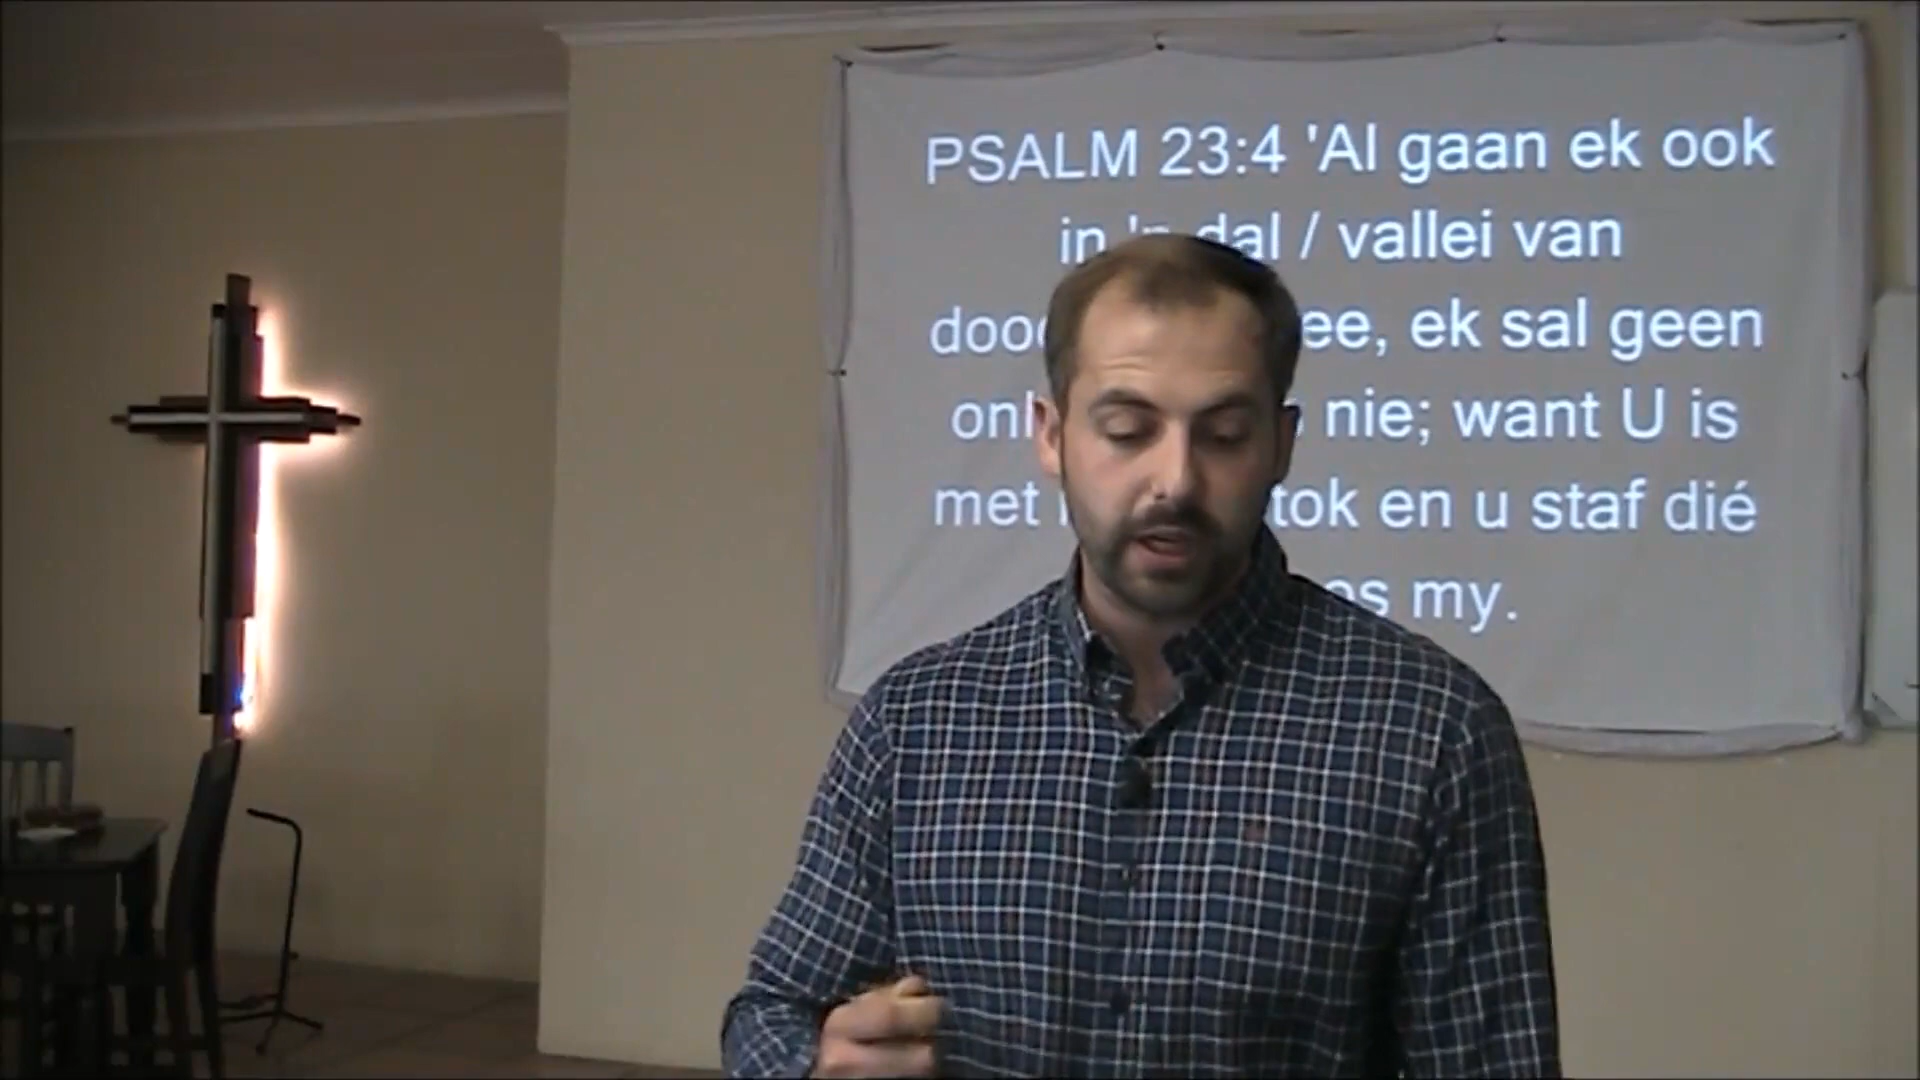 PSALM 23:4 'Al gaan ek ook
in 'n dal / vallei van
ek sal geen
nie; want U is
met en u staf dié
my.